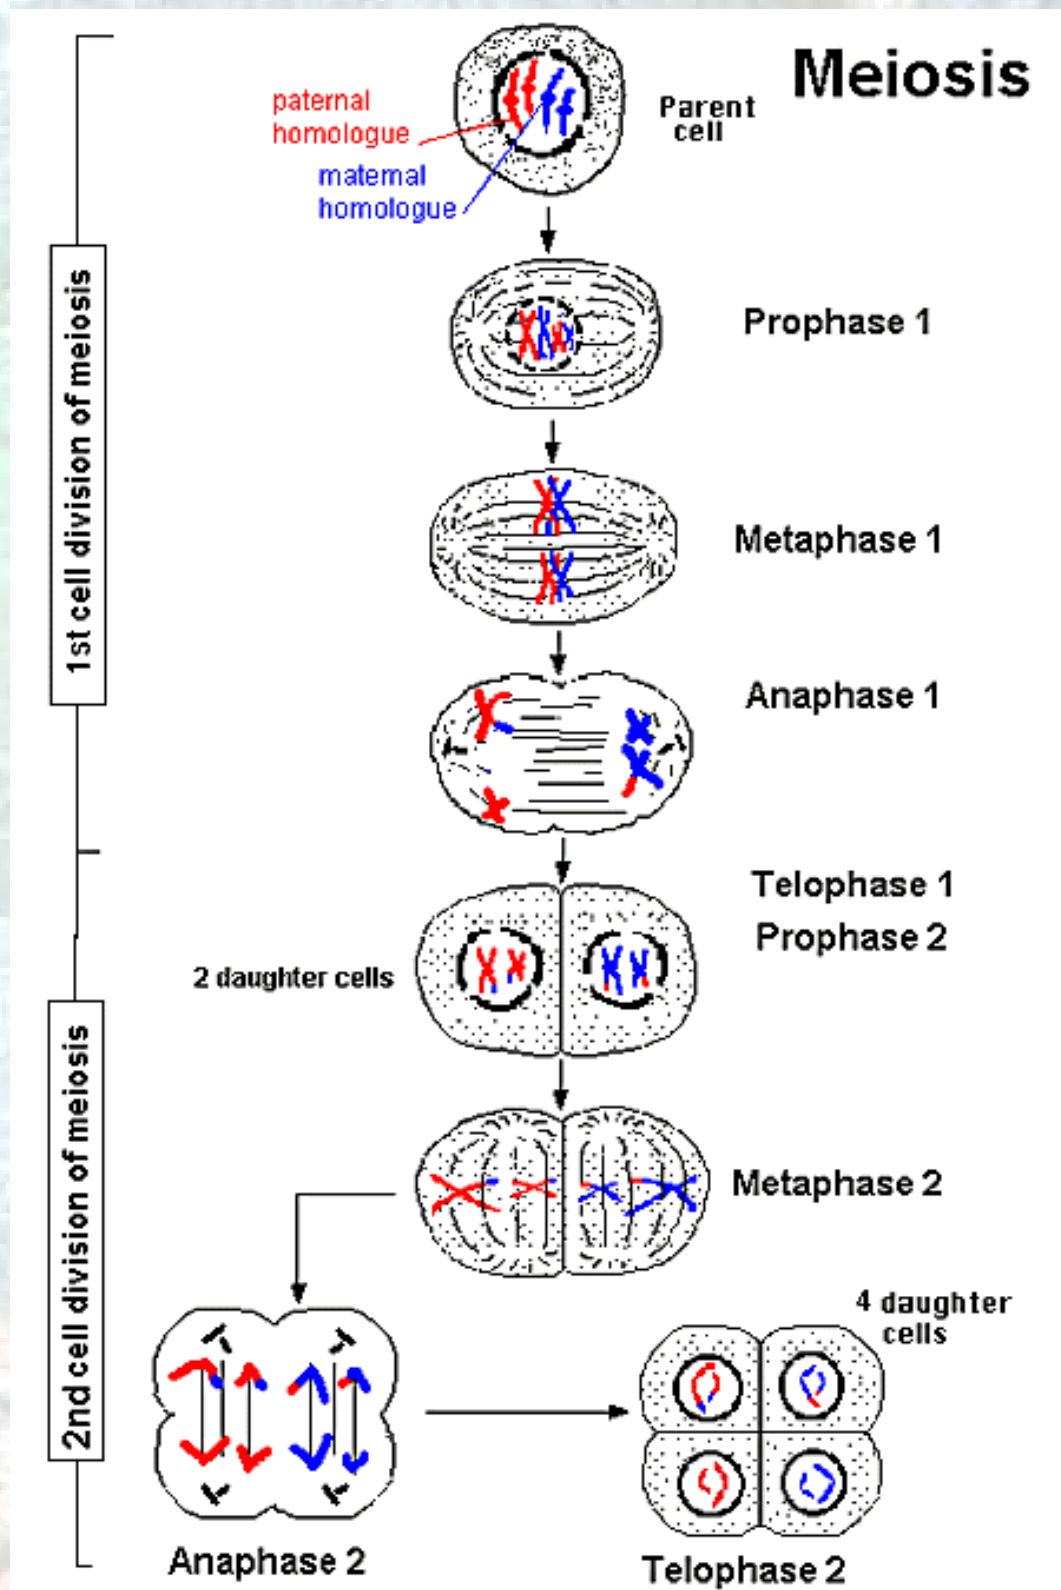 Meiosis
paternal
homologue
Parent
cell
maternal
homologue
1st cell division of meiosis
Prophase 1
Metaphase 1
Anaphase 1
Telophase 1
Prophase 2
2 daughter cells
2nd cell division of meiosis
Metaphase 2
4 daughter
cells
Anaphase 2
Telophase 2